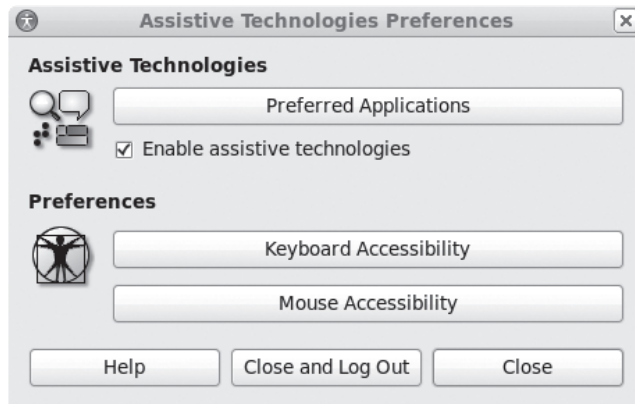 Assistive Technologies Preferences
Assistive Technologies
Preferred Applications
Enable assistive technologies
Preferences
Keyboard Accessibility
Mouse Accessibility
Help
Close and Log Out
Close